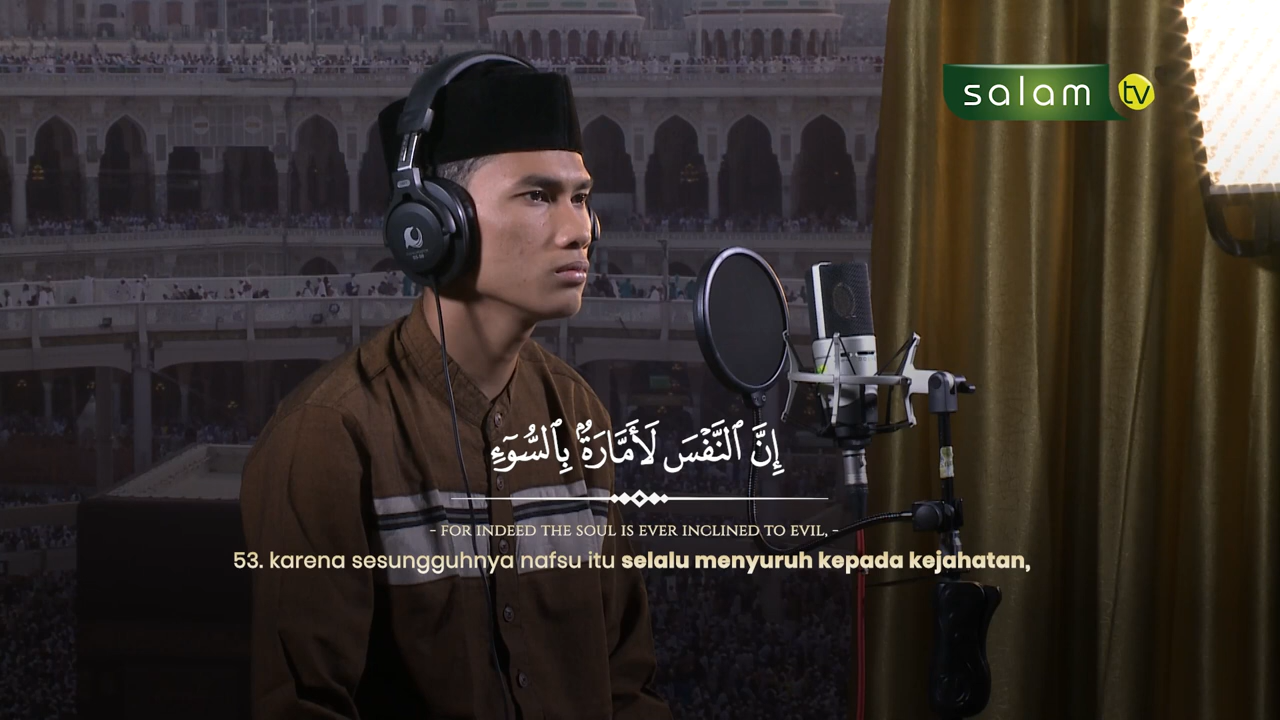 salam tv
إِنَّ ٱلنَّفْسَ لَأَمَّارَةٌۢ بِٱلسُّوٓءِ
- FOR INDEED THE SOUL IS EVER INCLINED TO EVIL, -
53. karena sesungguhnya nafsu itu selalu menyuruh kepada kejahatan,